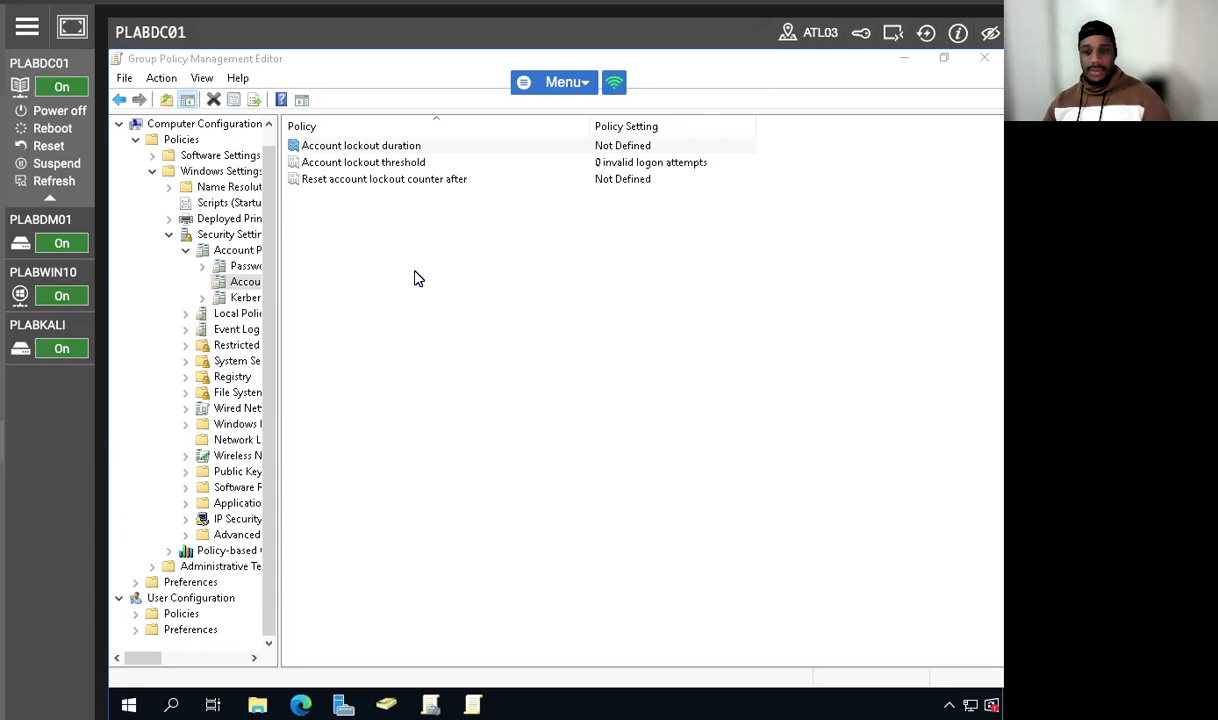 PLABDC01
ATL03
PLABDC01
On
Power off
Reboot
Reset
Suspend
Refresh
PLABDM01
On
PLABWIN10
On
PLABKALI
On
Group Policy Management Editor
File Action View Help
Menu
Computer Configuration
Policies
Software Settings
Windows Settings
Name Resolut
Scripts (Startu
Deployed Prin
Security Settin
Account P
Passwo
Accou
Kerber
Local Polic
Event Log
Restricted
System Se
Registry
File System
Wired Net
Windows F
Network L
Wireless N
Public Key
Software R
Applicatio
IP Security
Advanced
Policy-based
Administrative Te
Preferences
User Configuration
Policies
Preferences
Policy Policy Setting
Account lockout duration Not Defined
Account lockout threshold 0 invalid logon attempts
Reset account lockout counter after Not Defined